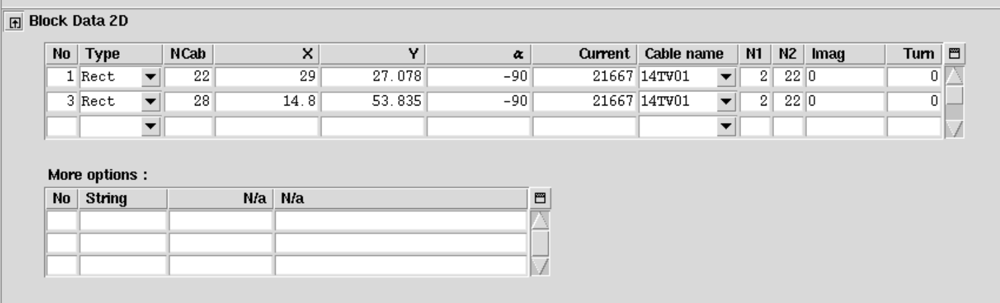 Block Data 2D
No Type NCab X Y α Current Cable name N1 N2 Imag Turn
1 Rect 22 29 27.078 -90 21667 14TV01 2 22 0 0
3 Rect 28 14.8 53.835 -90 21667 14TV01 2 22 0 0
More options :
No String N/a N/a